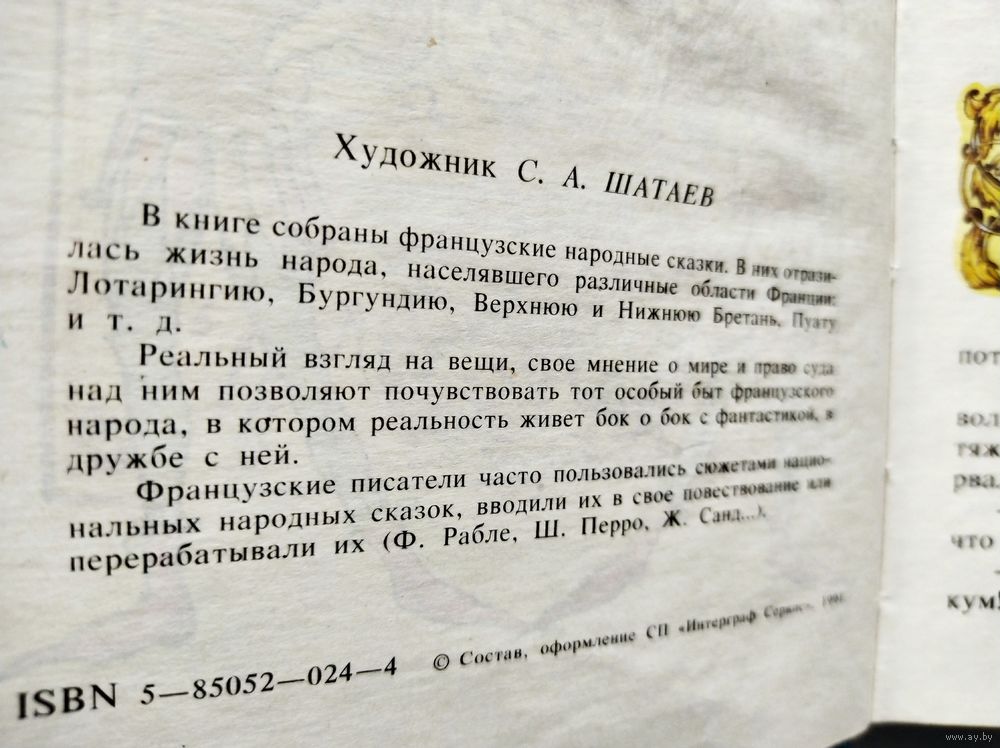 Художник С. А. ШАТАЕВ
В книге собраны французские народные сказки. В них отрази-
лась жизнь народа, населявшего различные области Франции:
Лотарингию, Бургундию, Верхнюю и Нижнюю Бретань, Пуату
и т. д.
Реальный взгляд на вещи, свое мнение о мире и право суда
над ним позволяют почувствовать тот особый быт французского
народа, в котором реальность живет бок о бок с фантастикой, в
дружбе с ней.
Французские писатели часто пользовались сюжетами нацио-
нальных народных сказок, вводили их в свое повествование или
перерабатывали их (Ф. Рабле, Ш. Перро, Ж. Санд...).
ISBN 5—85052—024—4
© Состав, оформление СП «Интерграф Сервис»,
пот
вол
тяж
рва
что
кум!
www.ay.by